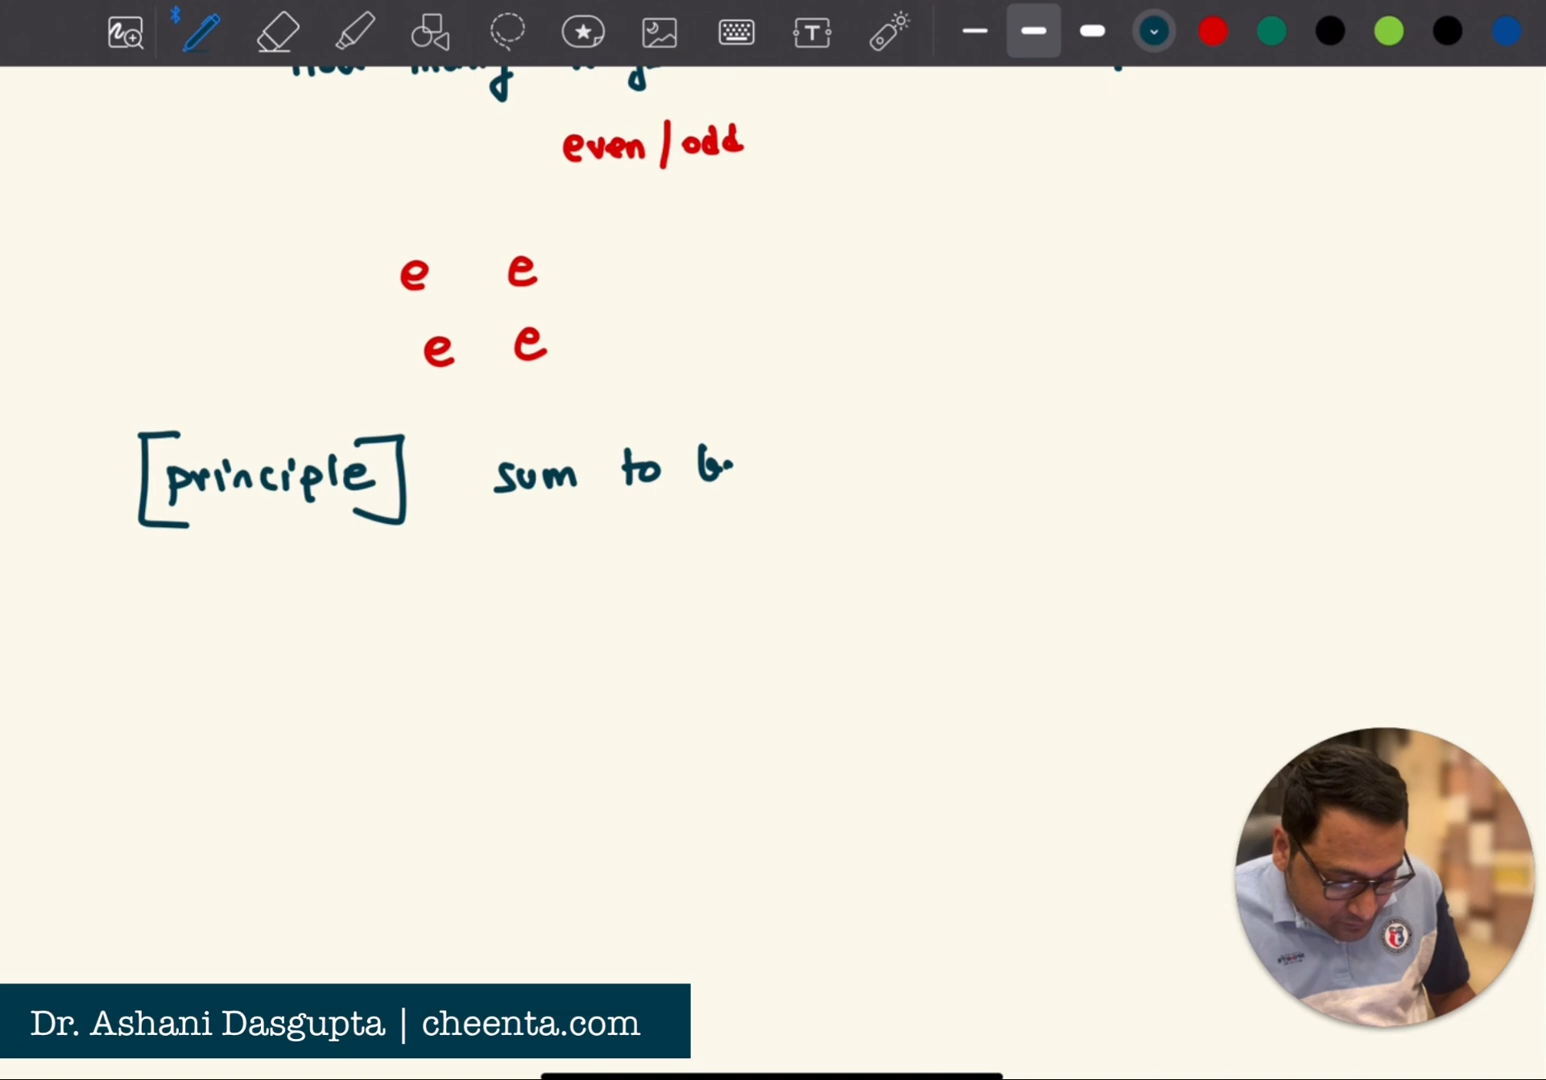 even / odd
e e
e e
[principle] sum to
Dr. Ashani Dasgupta | cheenta.com